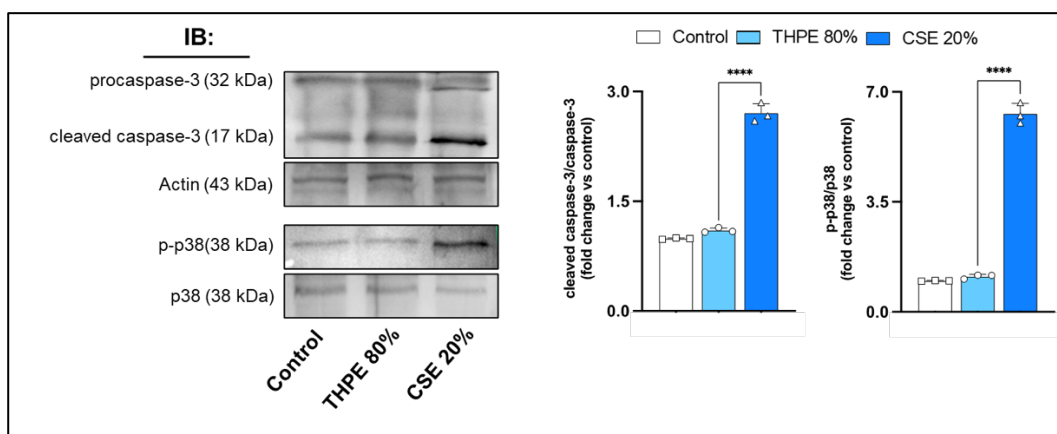 IB:
procaspase-3 (32 kDa)
cleaved caspase-3 (17 kDa)
Actin (43 kDa)
p-p38(38 kDa)
p38 (38 kDa)
Control
THPE 80%
CSE 20%
Control THPE 80% CSE 20%
cleaved caspase-3/caspase-3
(fold change vs control)
3.0
1.5
0.0
****
p-p38/p38
(fold change vs control)
7.0
3.5
0.0
****